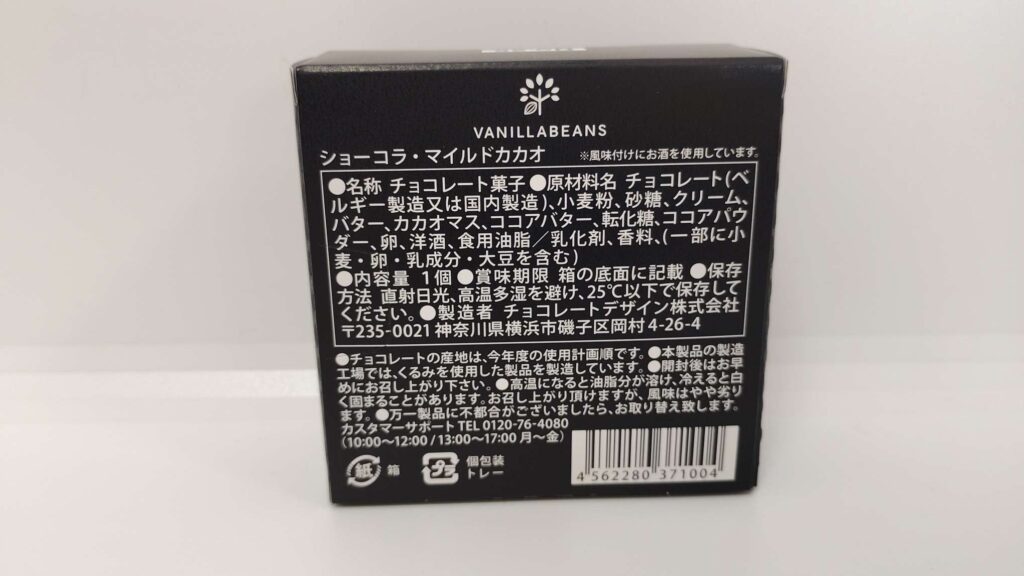 VANILLABEANS
ショーコラ・マイルドカカオ ※風味付けにお酒を使用しています。
●名称 チョコレート菓子 ●原材料名 チョコレート(ベ
ルギー製造又は国内製造)、小麦粉、砂糖、クリーム、
バター、カカオマス、ココアバター、転化糖、ココアパウ
ダー、卵、洋酒、食用油脂／乳化剤、香料、(一部に小
麦・卵・乳成分・大豆を含む)
●内容量 1個 ●賞味期限 箱の底面に記載 ●保存
方法 直射日光、高温多湿を避け、25℃以下で保存して
ください。●製造者 チョコレートデザイン株式会社
〒235-0021 神奈川県横浜市磯子区岡村4-26-4
●チョコレートの産地は、今年度の使用計画順です。●本製品の製造
工場では、くるみを使用した製品を製造しています。●開封後はお早
めにお召し上がり下さい。●高温になると油脂分が溶け、冷えると白
く固まることがあります。お召し上がり頂けますが、風味はやや劣り
ます。●万一製品に不都合がございましたら、お取り替え致します。
カスタマーサポート TEL 0120-76-4080
(10:00〜12:00 / 13:00〜17:00 月〜金)
紙 箱 プラ 個包装
トレー
4 562280 371004